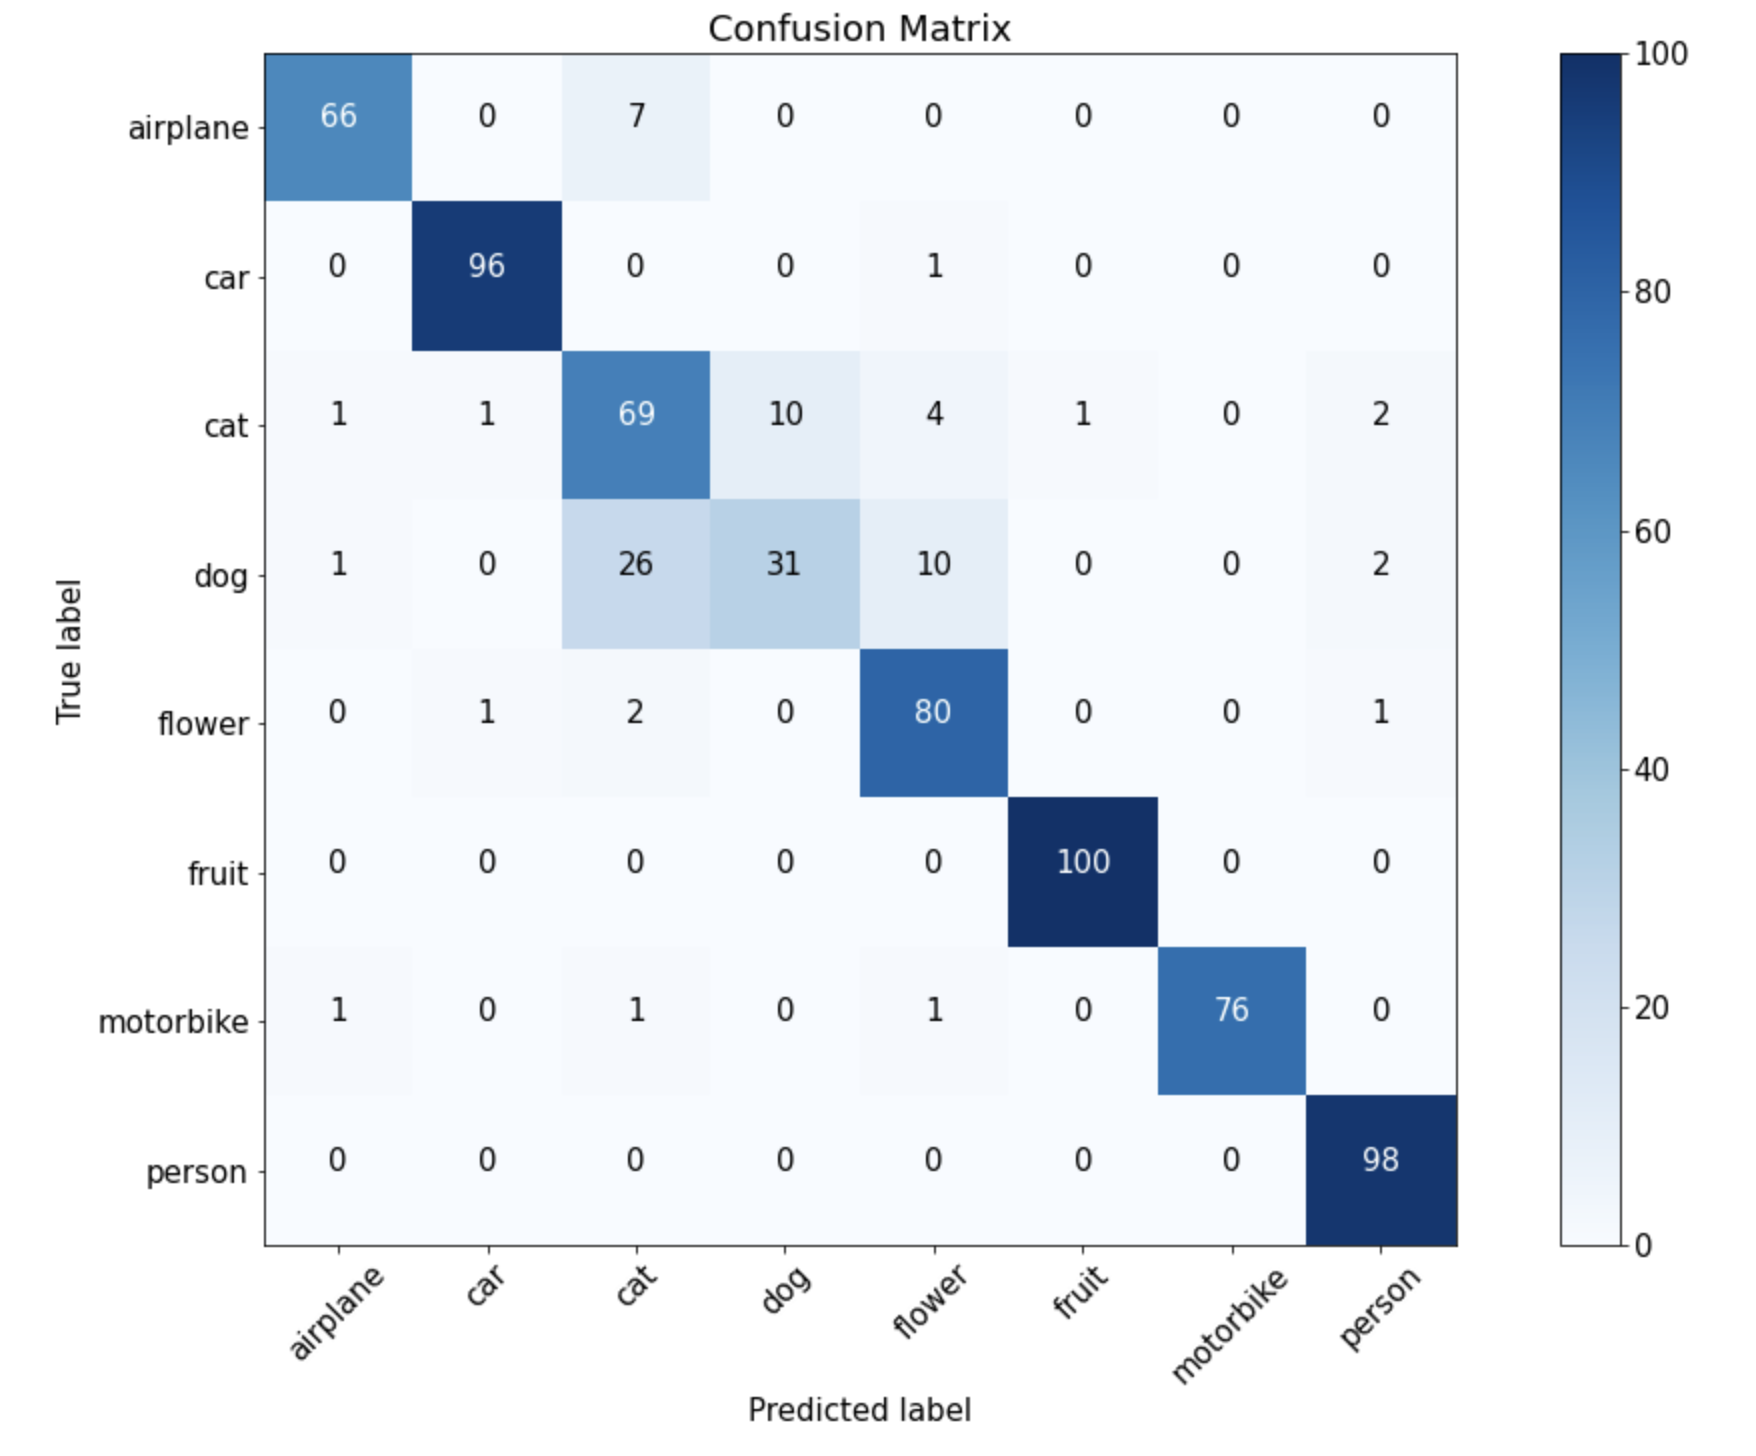 Confusion Matrix
airplane 66 0 7 0 0 0 0 0
car 0 96 0 0 1 0 0 0
cat 1 1 69 10 4 1 0 2
dog 1 0 26 31 10 0 0 2
flower 0 1 2 0 80 0 0 1
fruit 0 0 0 0 0 100 0 0
motorbike 1 0 1 0 1 0 76 0
person 0 0 0 0 0 0 0 98
True label
airplane car cat dog flower fruit motorbike person
Predicted label
100
80
60
40
20
0